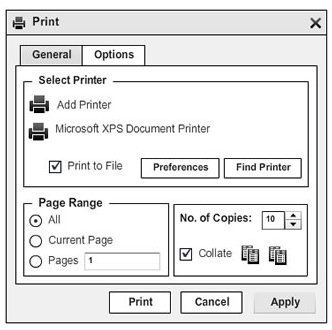 Print
General Options
Select Printer
Add Printer
Microsoft XPS Document Printer
Print to File Preferences Find Printer
Page Range
All
Current Page
Pages 1
No. of Copies: 10
Collate
Print Cancel Apply